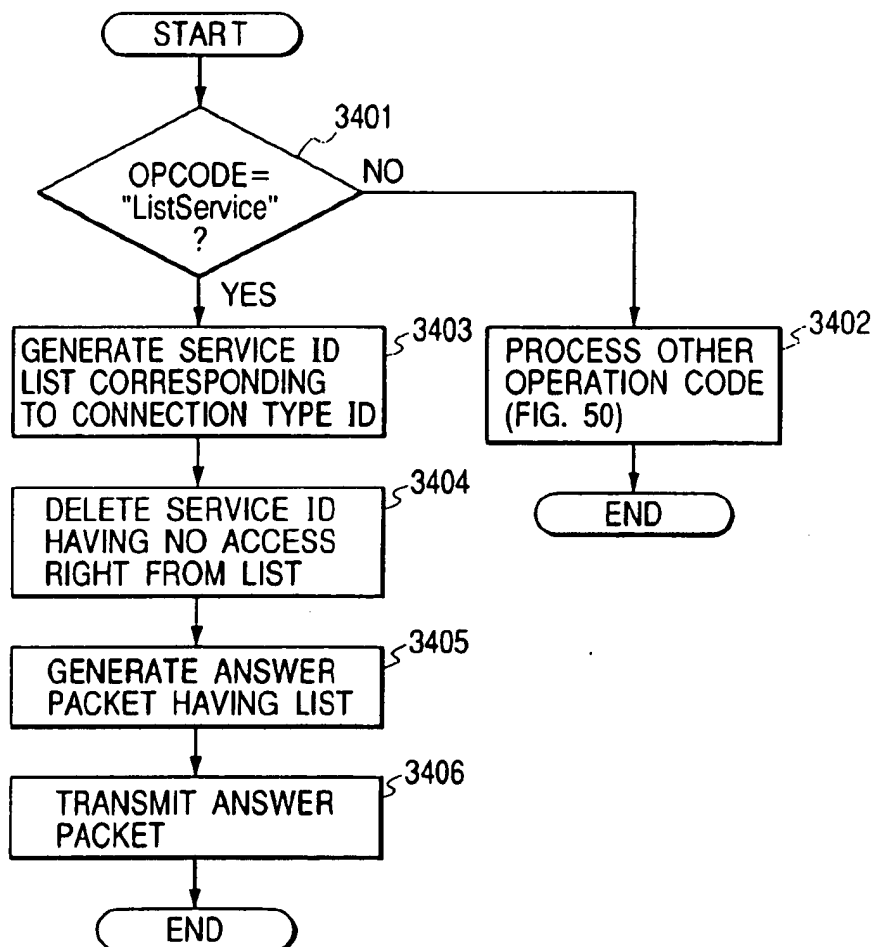 START
3401
OPCODE=
"ListService"
?
NO
YES
3403
GENERATE SERVICE ID
LIST CORRESPONDING
TO CONNECTION TYPE ID
3402
PROCESS OTHER
OPERATION CODE
(FIG. 50)
END
3404
DELETE SERVICE ID
HAVING NO ACCESS
RIGHT FROM LIST
3405
GENERATE ANSWER
PACKET HAVING LIST
3406
TRANSMIT ANSWER
PACKET
END